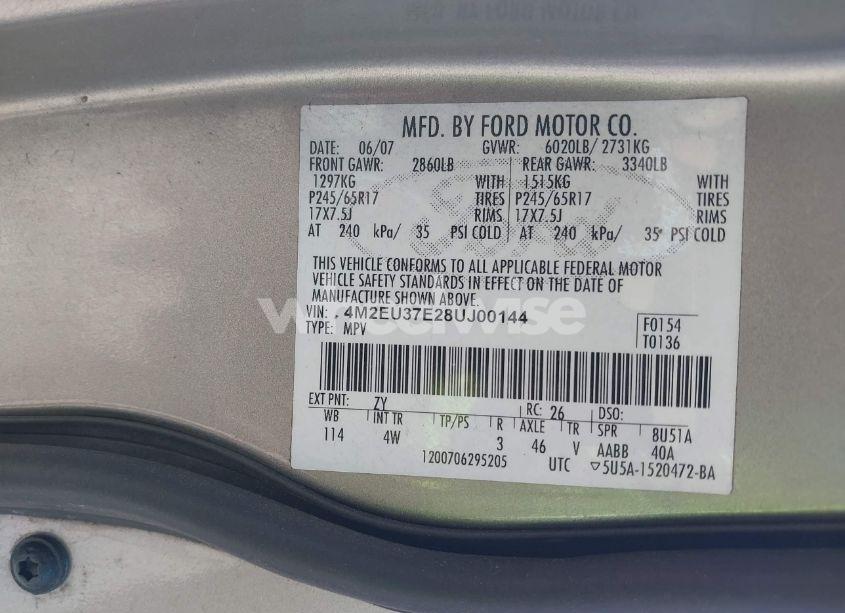 MFD. BY FORD MOTOR CO.
DATE: 06/07 GVWR: 6020LB/ 2731KG
FRONT GAWR: 2860LB REAR GAWR: 3340LB
1297KG WITH 1515KG WITH
P245/65R17 TIRES P245/65R17 TIRES
17X7.5J RIMS 17X7.5J RIMS
AT 240 kPa/ 35 PSI COLD AT 240 kPa/ 35 PSI COLD
THIS VEHICLE CONFORMS TO ALL APPLICABLE FEDERAL MOTOR
VEHICLE SAFETY STANDARDS IN EFFECT ON THE DATE OF
MANUFACTURE SHOWN ABOVE.
VIN: 4M2EU37E28UJ00144
TYPE: MPV
F0154
T0136
wheelwise
EXT PNT: ZY RC: 26 DSO:
WB INT TR TP/PS R AXLE TR SPR 8U51A
114 4W 3 46 V AABB 40A
1200706295205 UTC ▽5U5A-1520472-BA